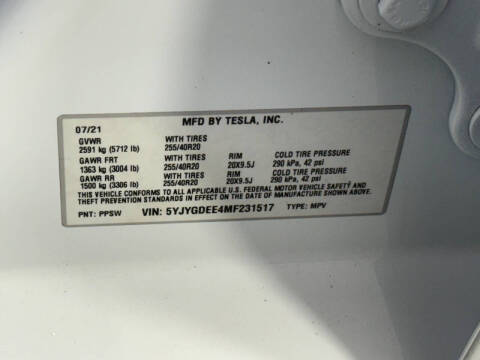 MFD BY TESLA, INC.
07/21
GVWR WITH TIRES
2591 kg (5712 lb) 255/40R20
GAWR FRT WITH TIRES RIM COLD TIRE PRESSURE
1363 kg (3004 lb) 255/40R20 20X9.5J 290 kPa, 42 psi
GAWR RR WITH TIRES RIM COLD TIRE PRESSURE
1500 kg (3306 lb) 255/40R20 20X9.5J 290 kPa, 42 psi
THIS VEHICLE CONFORMS TO ALL APPLICABLE U.S. FEDERAL MOTOR VEHICLE SAFETY AND
THEFT PREVENTION STANDARDS IN EFFECT ON THE DATE OF MANUFACTURE SHOWN ABOVE.
PNT: PPSW VIN: 5YJYGDEE4MF231517 TYPE: MPV